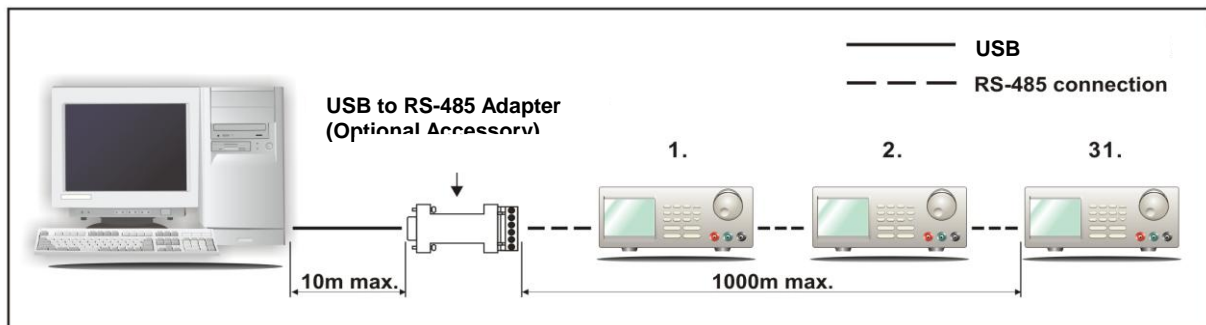 USB
RS-485 connection
USB to RS-485 Adapter
(Optional Accessory)
1.
2.
31.
10m max.
1000m max.